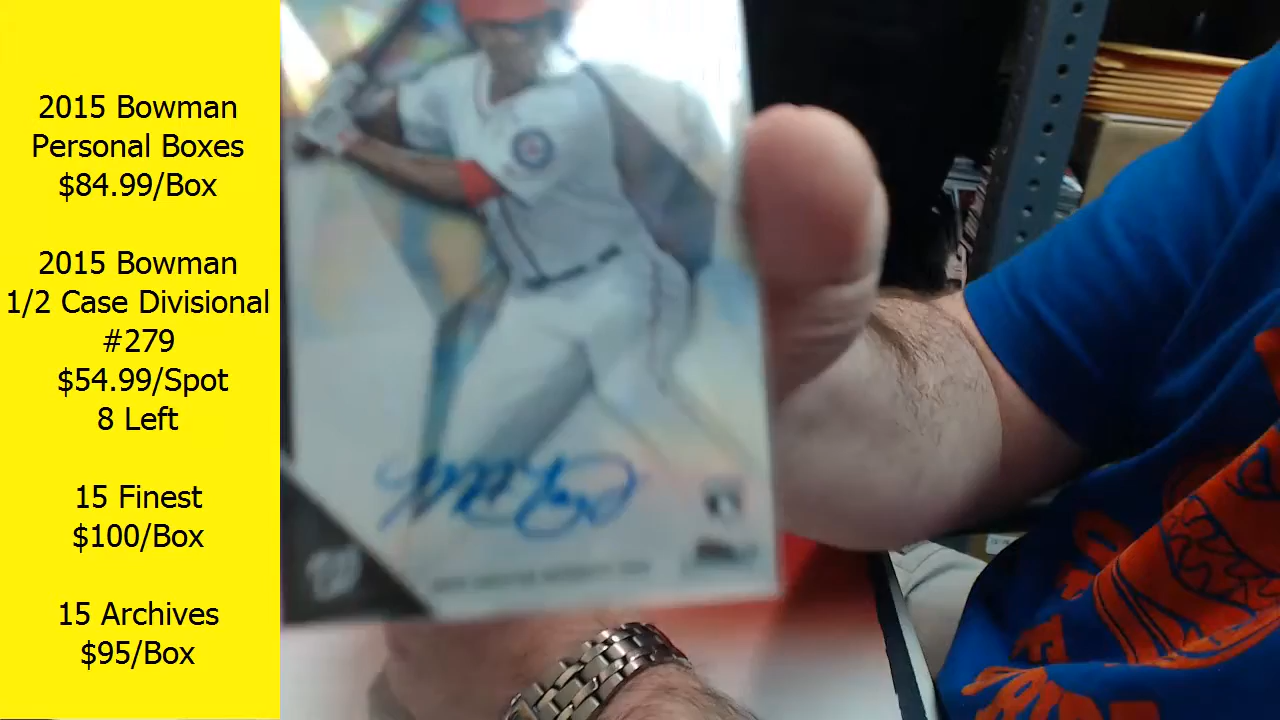 2015 Bowman
Personal Boxes
$84.99/Box
2015 Bowman
1/2 Case Divisional
#279
$54.99/Spot
8 Left
15 Finest
$100/Box
15 Archives
$95/Box